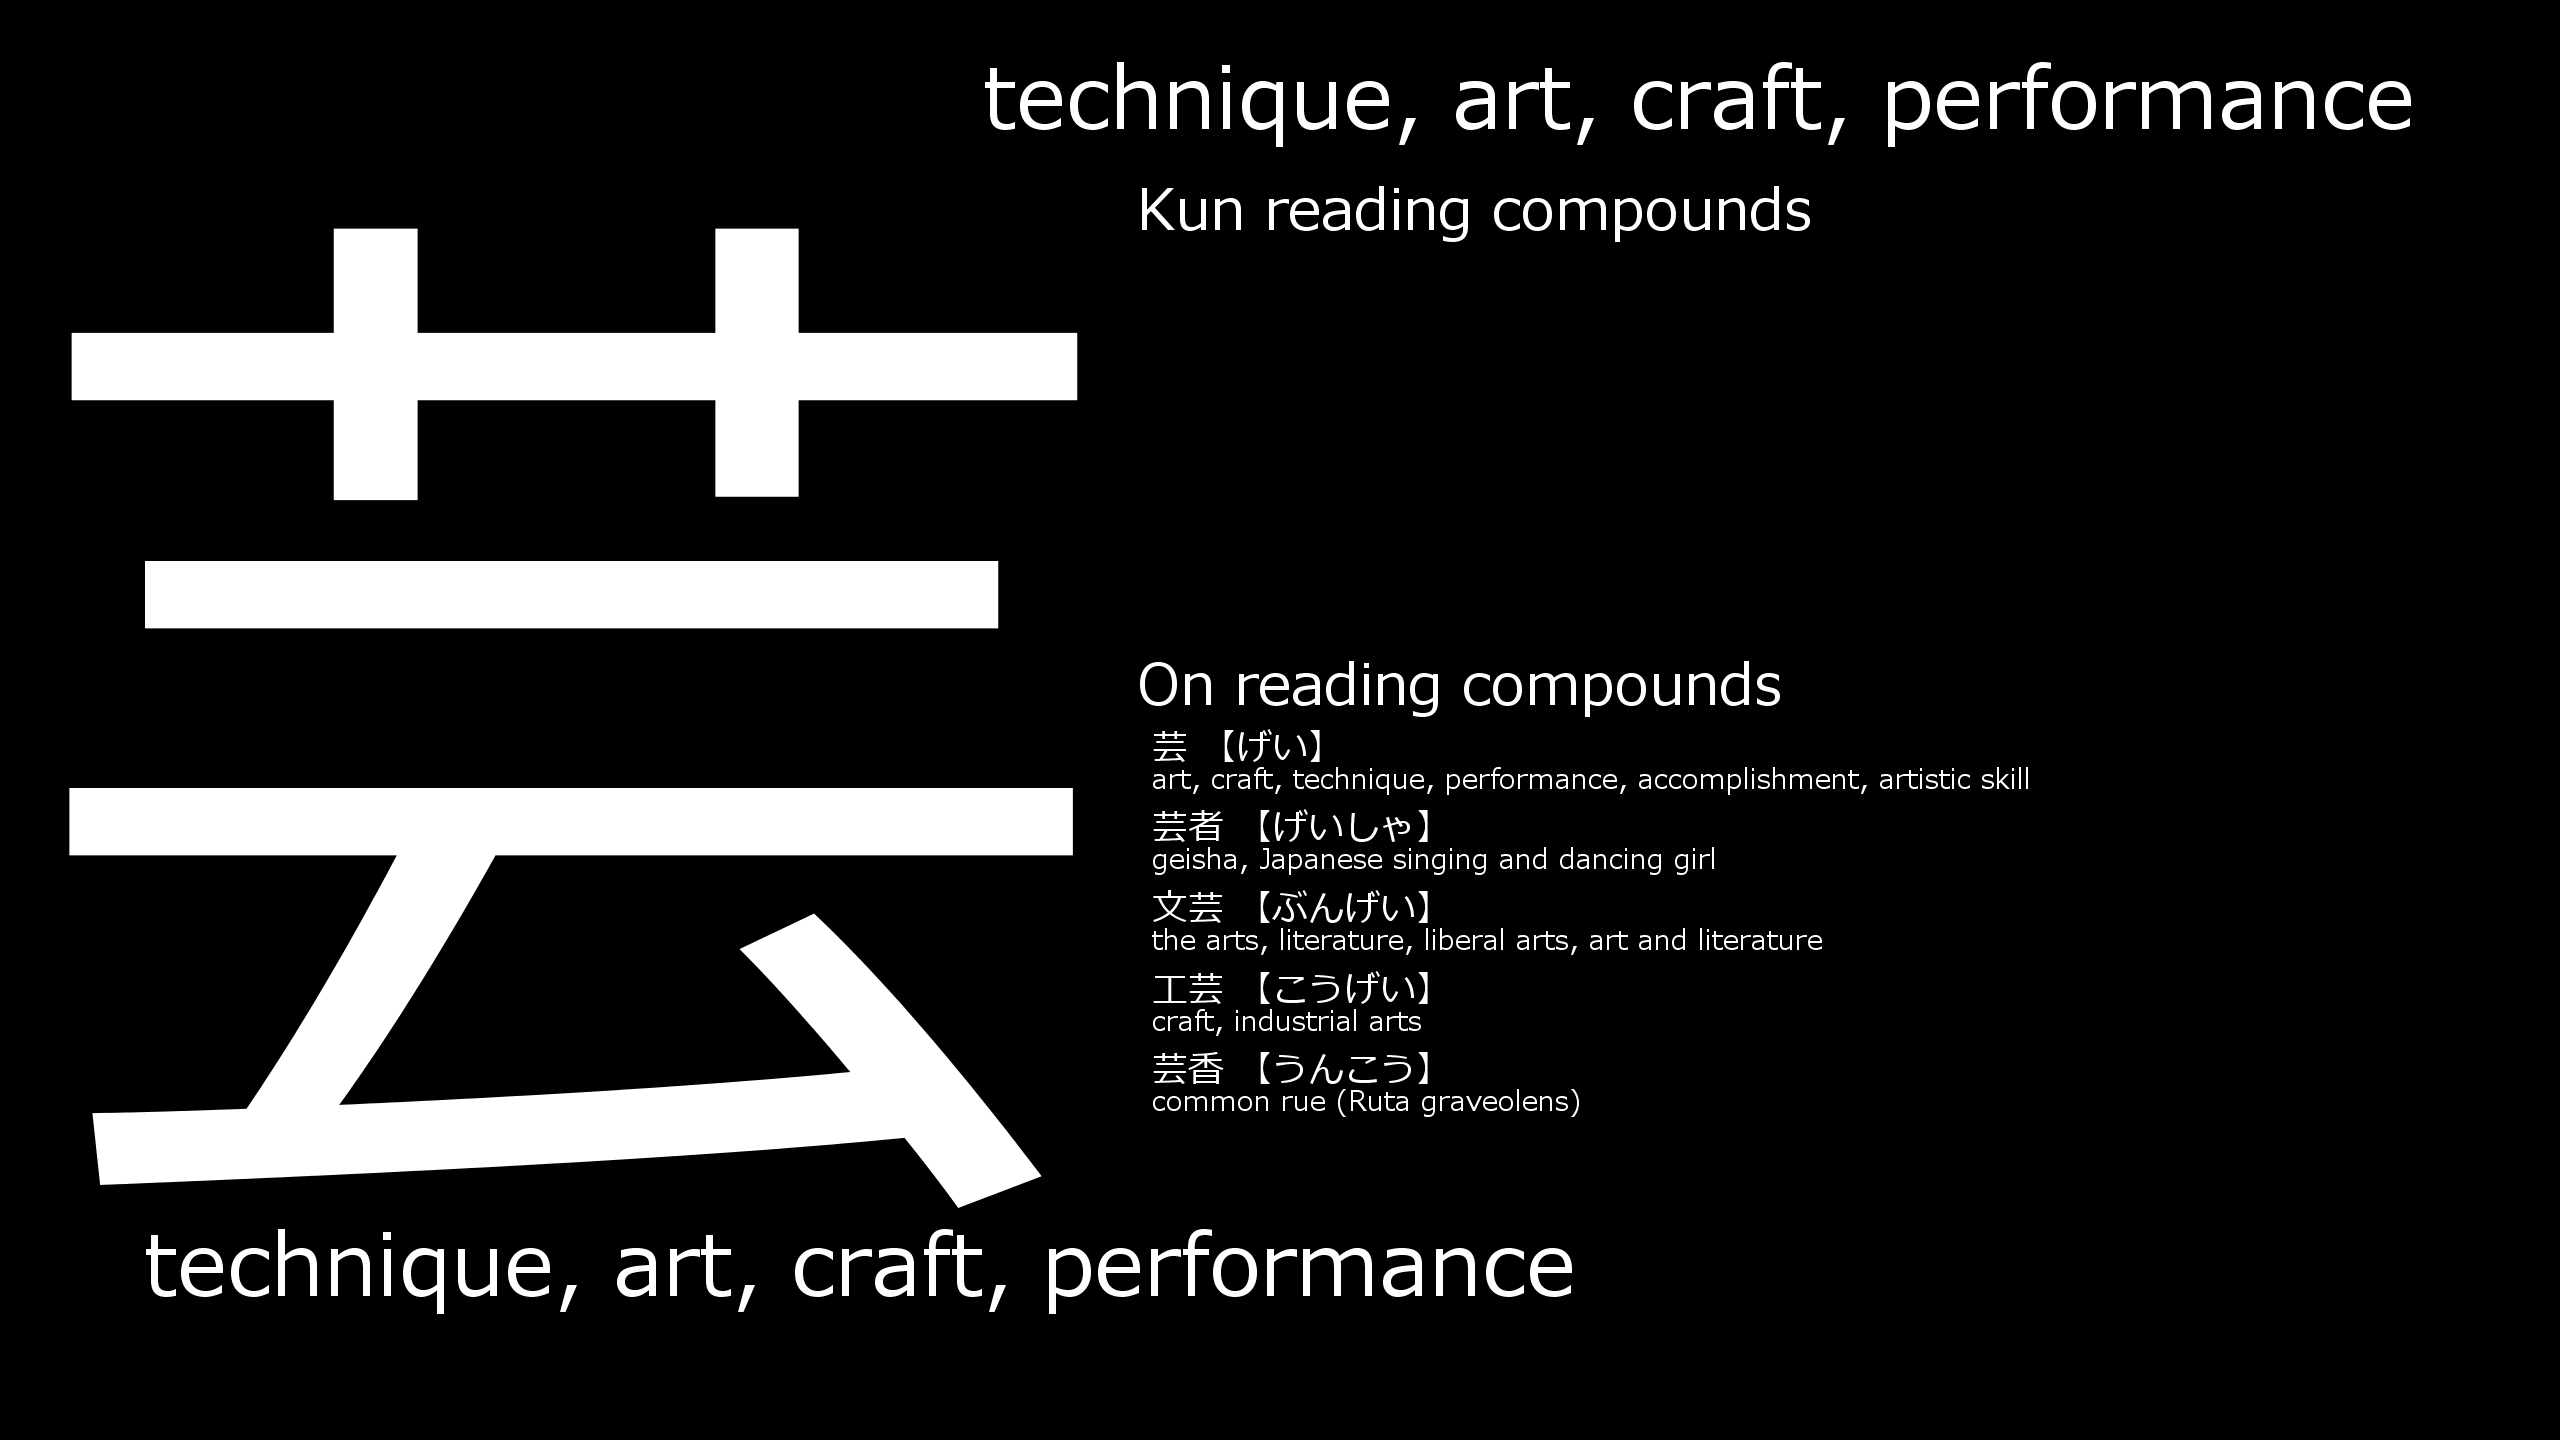 technique, art, craft, performance
Kun reading compounds
芸
On reading compounds
芸 【げい】
art, craft, technique, performance, accomplishment, artistic skill
芸者 【げいしゃ】
geisha, Japanese singing and dancing girl
文芸 【ぶんげい】
the arts, literature, liberal arts, art and literature
工芸 【こうげい】
craft, industrial arts
芸香 【うんこう】
common rue (Ruta graveolens)
technique, art, craft, performance